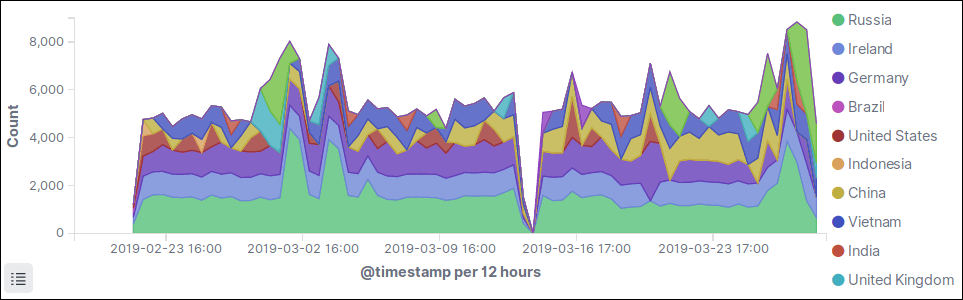 8,000
6,000
4,000
2,000
0
Count
2019-02-23 16:00
2019-03-02 16:00
2019-03-09 16:00
2019-03-16 17:00
2019-03-23 17:00
@timestamp per 12 hours
Russia
Ireland
Germany
Brazil
United States
Indonesia
China
Vietnam
India
United Kingdom